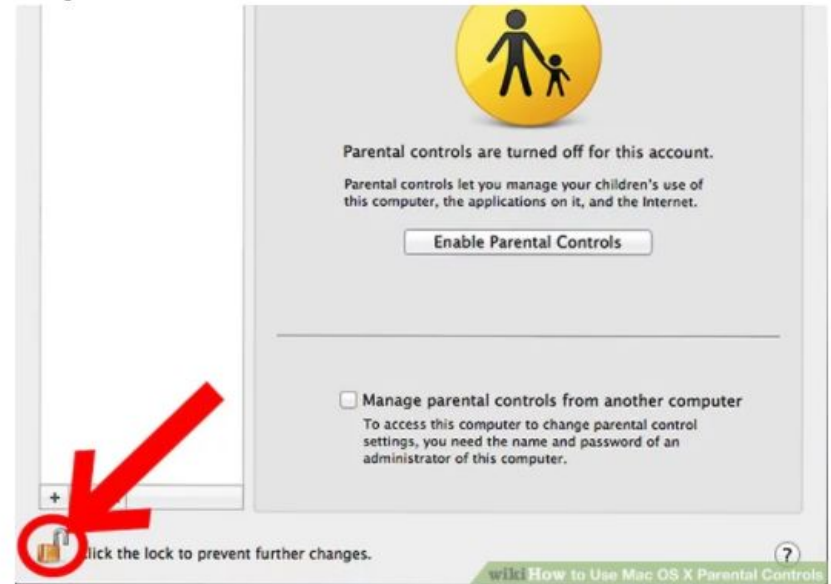 Parental controls are turned off for this account.
Parental controls let you manage your children's use of
this computer, the applications on it, and the Internet.
Enable Parental Controls
Manage parental controls from another computer
To access this computer to change parental control
settings, you need the name and password of an
administrator of this computer.
+
lick the lock to prevent further changes.
?
wiki How to Use Mac OS X Parental Controls